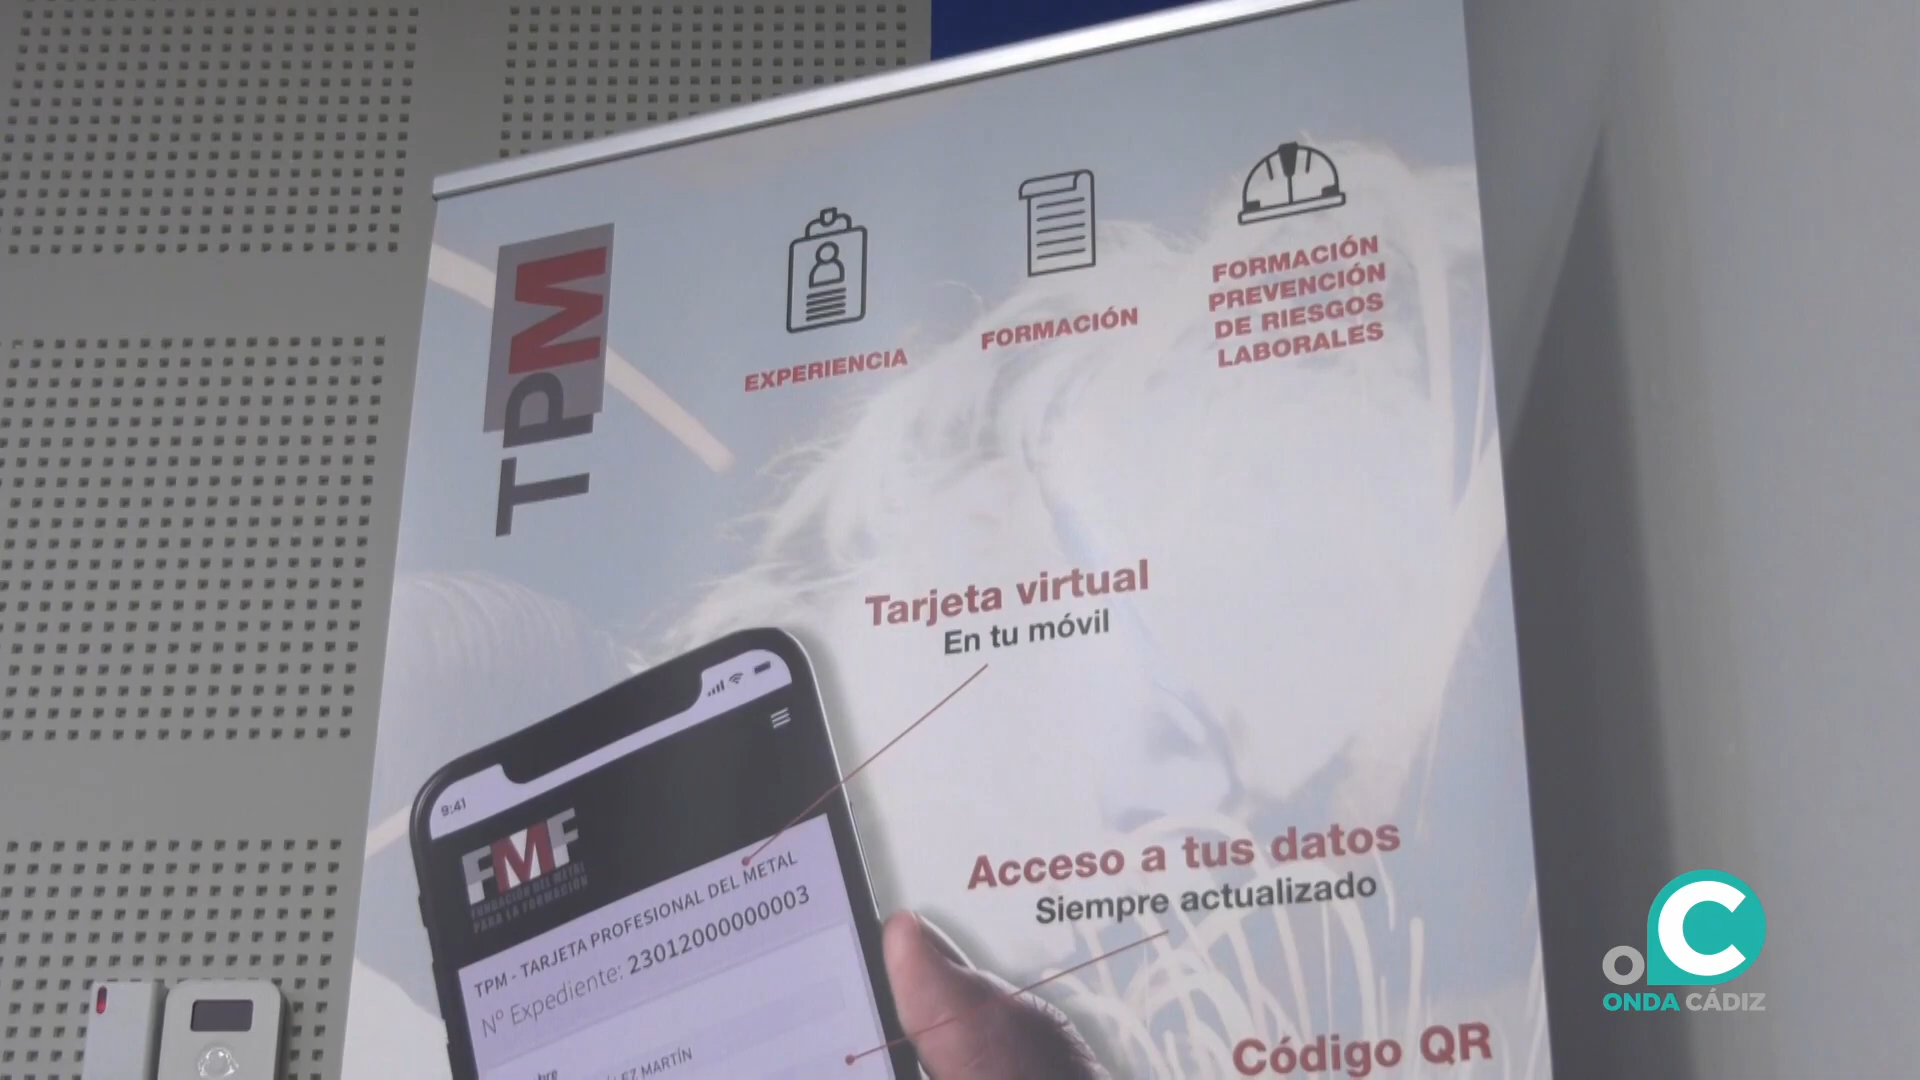 TPM
EXPERIENCIA
FORMACIÓN
FORMACIÓN
PREVENCIÓN
DE RIESGOS
LABORALES
Tarjeta virtual
En tu móvil
9:41
FMF
FUNDACIÓN DEL METAL
PARA LA FORMACIÓN
TPM - TARJETA PROFESIONAL DEL METAL
Nº Expediente: 230120000000003
Acceso a tus datos
Siempre actualizado
MARTÍN
Código QR
OC
ONDA CÁDIZ